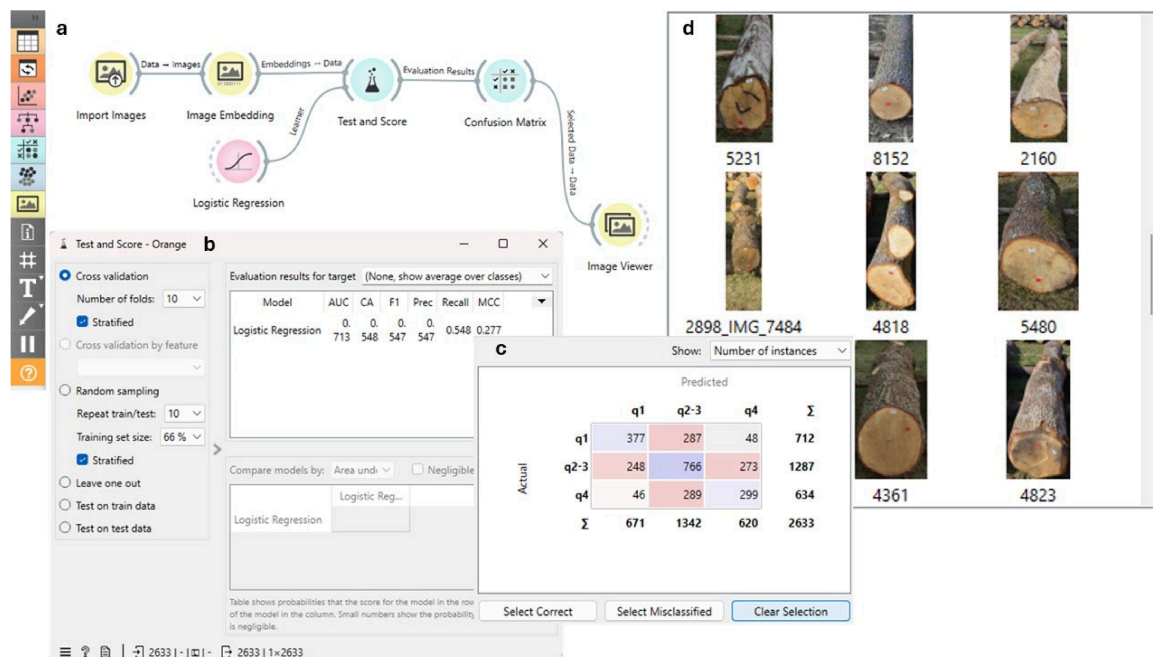 a
Data → Images
Embeddings → Data
Evaluation Results
Import Images
Image Embedding
Test and Score
Confusion Matrix
Learner
Selected Data → Data
Logistic Regression
Image Viewer
b
Test and Score - Orange
Cross validation
Number of folds: 10
Stratified
Cross validation by feature
Random sampling
Repeat train/test: 10
Training set size: 66 %
Stratified
Leave one out
Test on train data
Test on test data
Evaluation results for target (None, show average over classes)
Model AUC CA F1 Prec Recall MCC
Logistic Regression 0.713 0.548 0.547 0.547 0.548 0.277
Compare models by: Area und
Negligible
Logistic Reg...
Logistic Regression
Table shows probabilities that the score for the model in the row
of the model in the column. Small numbers show the probability
is negligible.
2633 | - | - 2633 | 1×2633
c
Show: Number of instances
Predicted
q1 q2-3 q4 Σ
q1 377 287 48 712
Actual
q2-3 248 766 273 1287
q4 46 289 299 634
Σ 671 1342 620 2633
Select Correct
Select Misclassified
Clear Selection
d
5231 8152 2160
2898_IMG_7484 4818 5480
4361 4823